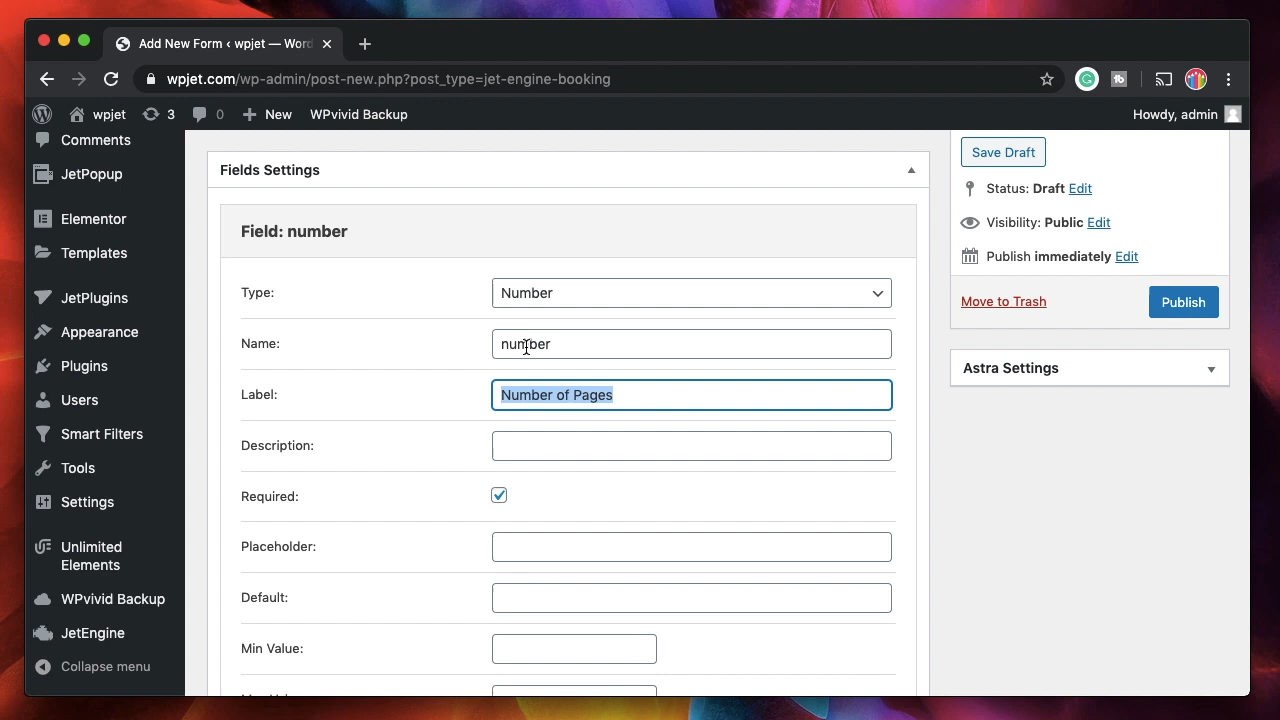 Add New Form ‹ wpjet — Word
wpjet.com/wp-admin/post-new.php?post_type=jet-engine-booking
wpjet
3
0
New
WPvivid Backup
Howdy, admin
Comments
JetPopup
Elementor
Templates
JetPlugins
Appearance
Plugins
Users
Smart Filters
Tools
Settings
Unlimited
Elements
WPvivid Backup
JetEngine
Collapse menu
Fields Settings
Field: number
Type:
Number
Name:
number
Label:
Number of Pages
Description:
Required:
Placeholder:
Default:
Min Value:
Save Draft
Status: Draft Edit
Visibility: Public Edit
Publish immediately Edit
Move to Trash
Publish
Astra Settings